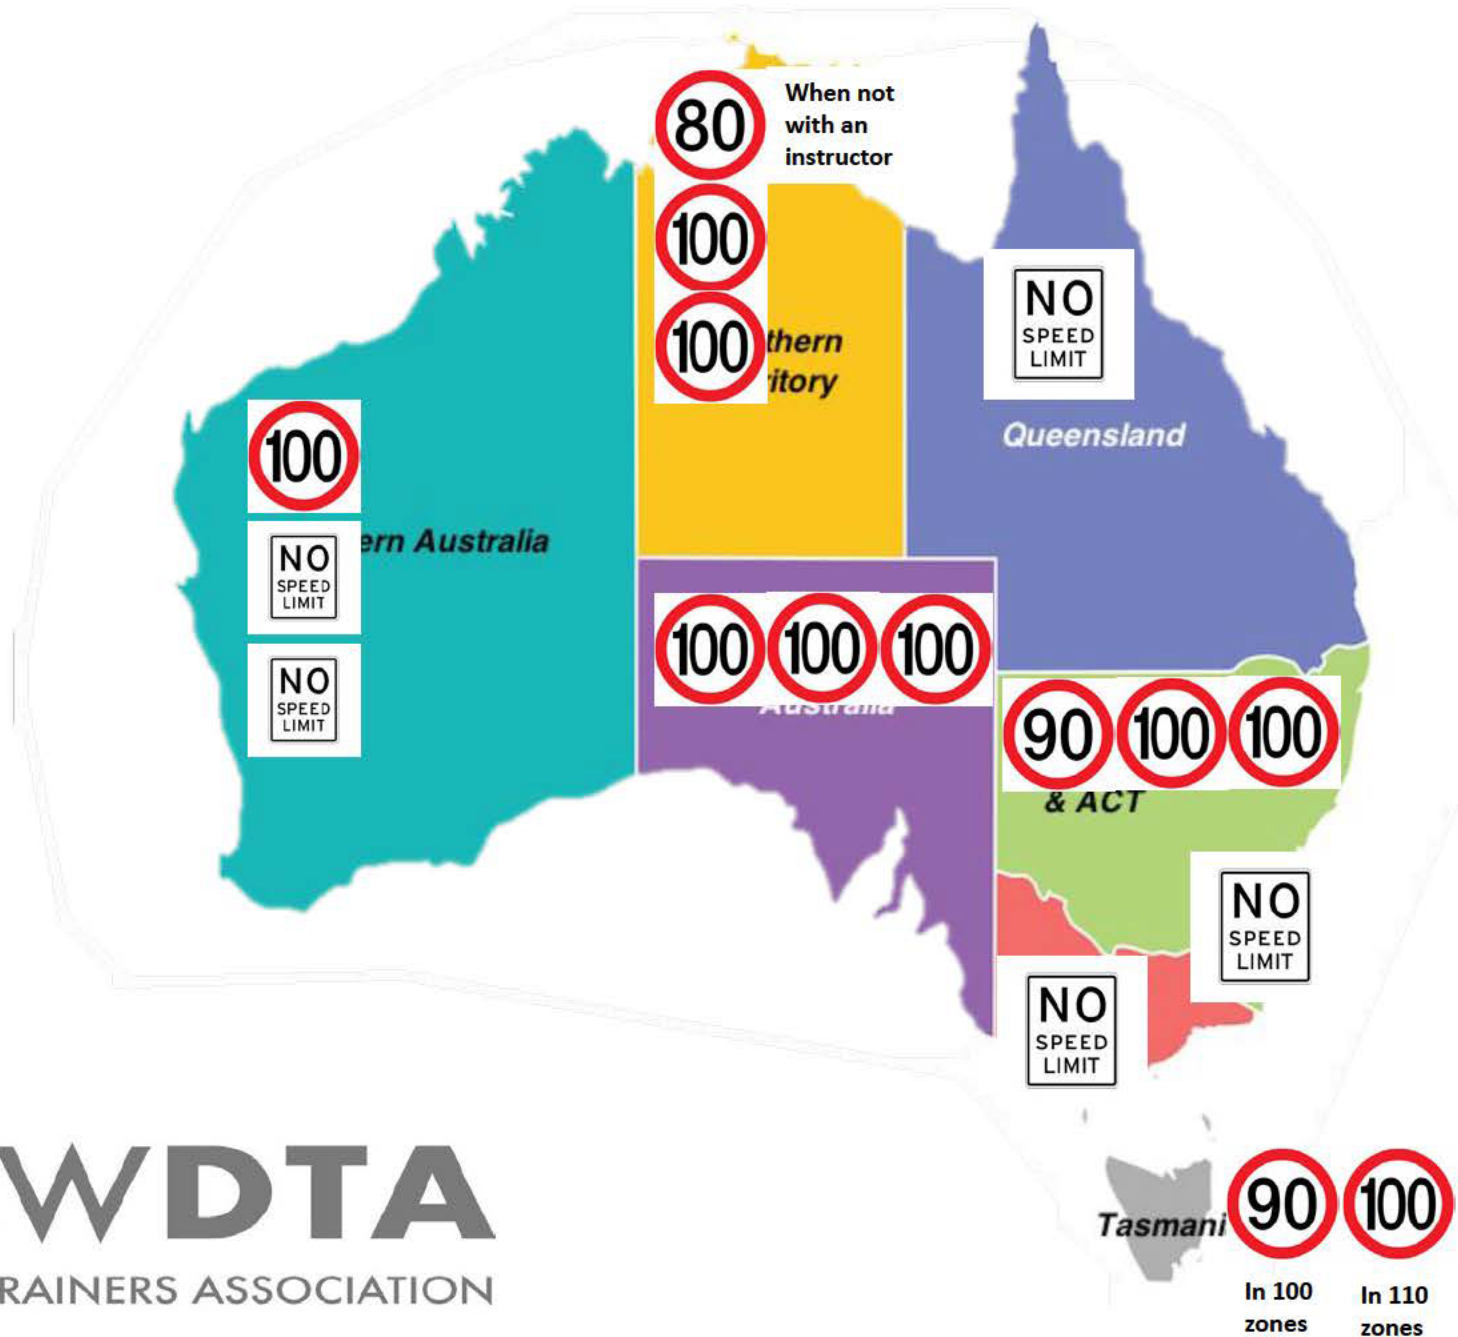 80
When not
with an
instructor
100
100
thern
itory
NO
SPEED
LIMIT
Queensland
100
ern Australia
NO
SPEED
LIMIT
NO
SPEED
LIMIT
100 100 100
Australia
90 100 100
& ACT
NO
SPEED
LIMIT
NO
SPEED
LIMIT
Tasmani
90 100
In 100
zones
In 110
zones
WDTA
RAINERS ASSOCIATION